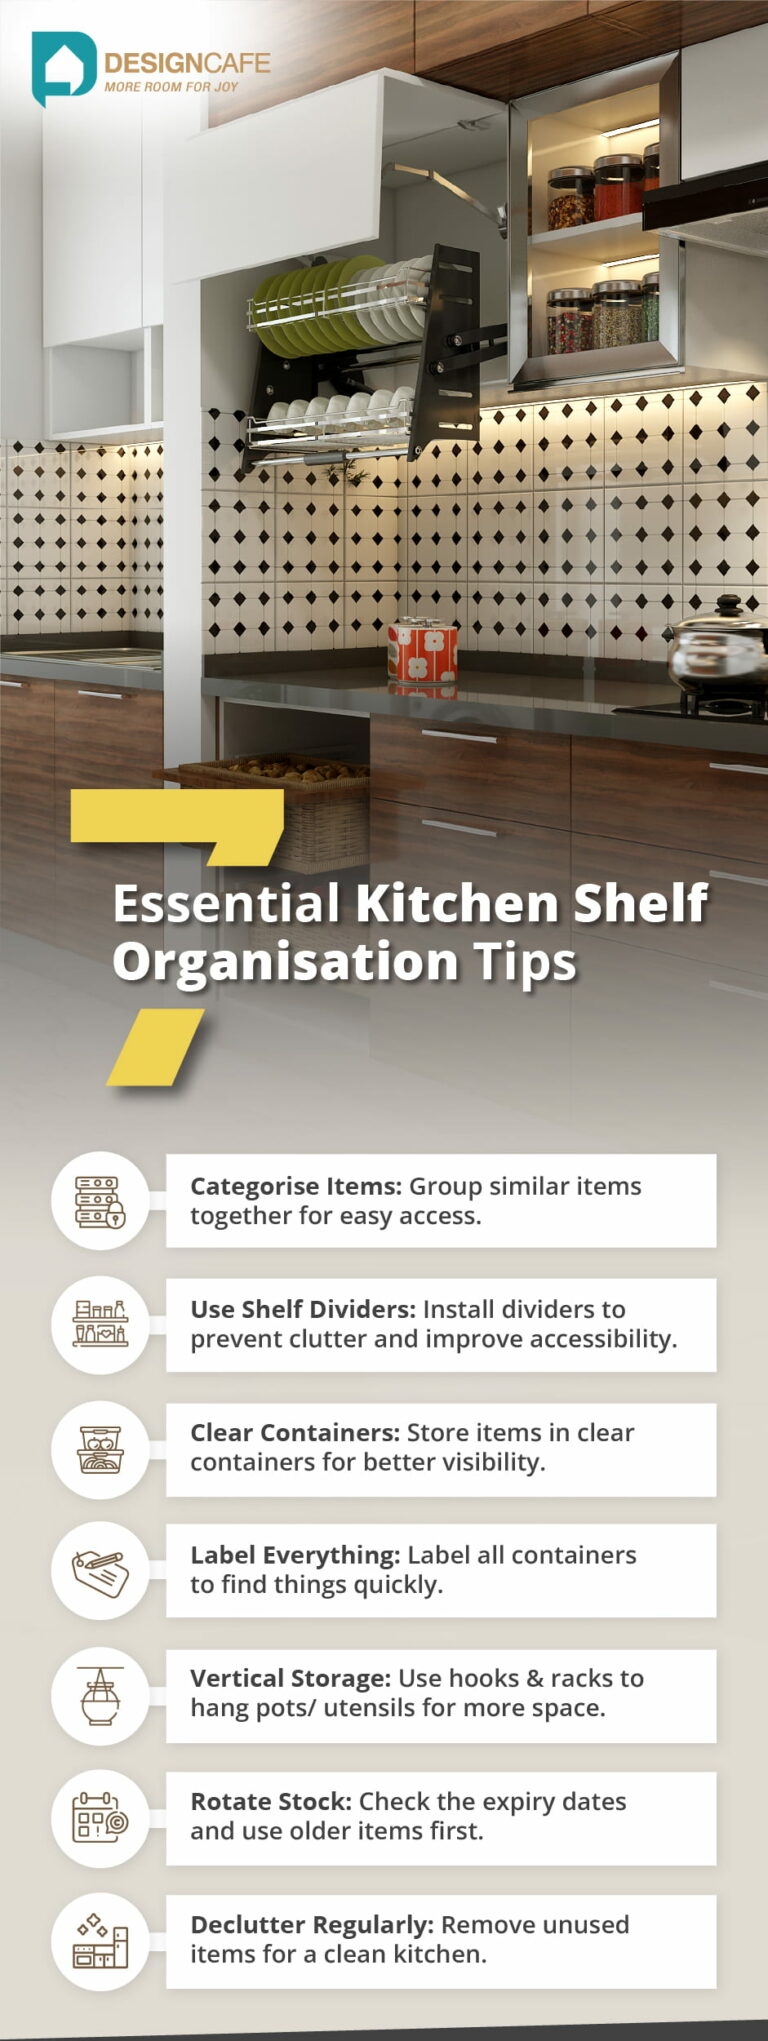 DESIGNCAFE
MORE ROOM FOR JOY
7
Essential Kitchen Shelf
Organisation Tips
Categorise Items: Group similar items
together for easy access.
Use Shelf Dividers: Install dividers to
prevent clutter and improve accessibility.
Clear Containers: Store items in clear
containers for better visibility.
Label Everything: Label all containers
to find things quickly.
Vertical Storage: Use hooks & racks to
hang pots/ utensils for more space.
Rotate Stock: Check the expiry dates
and use older items first.
Declutter Regularly: Remove unused
items for a clean kitchen.